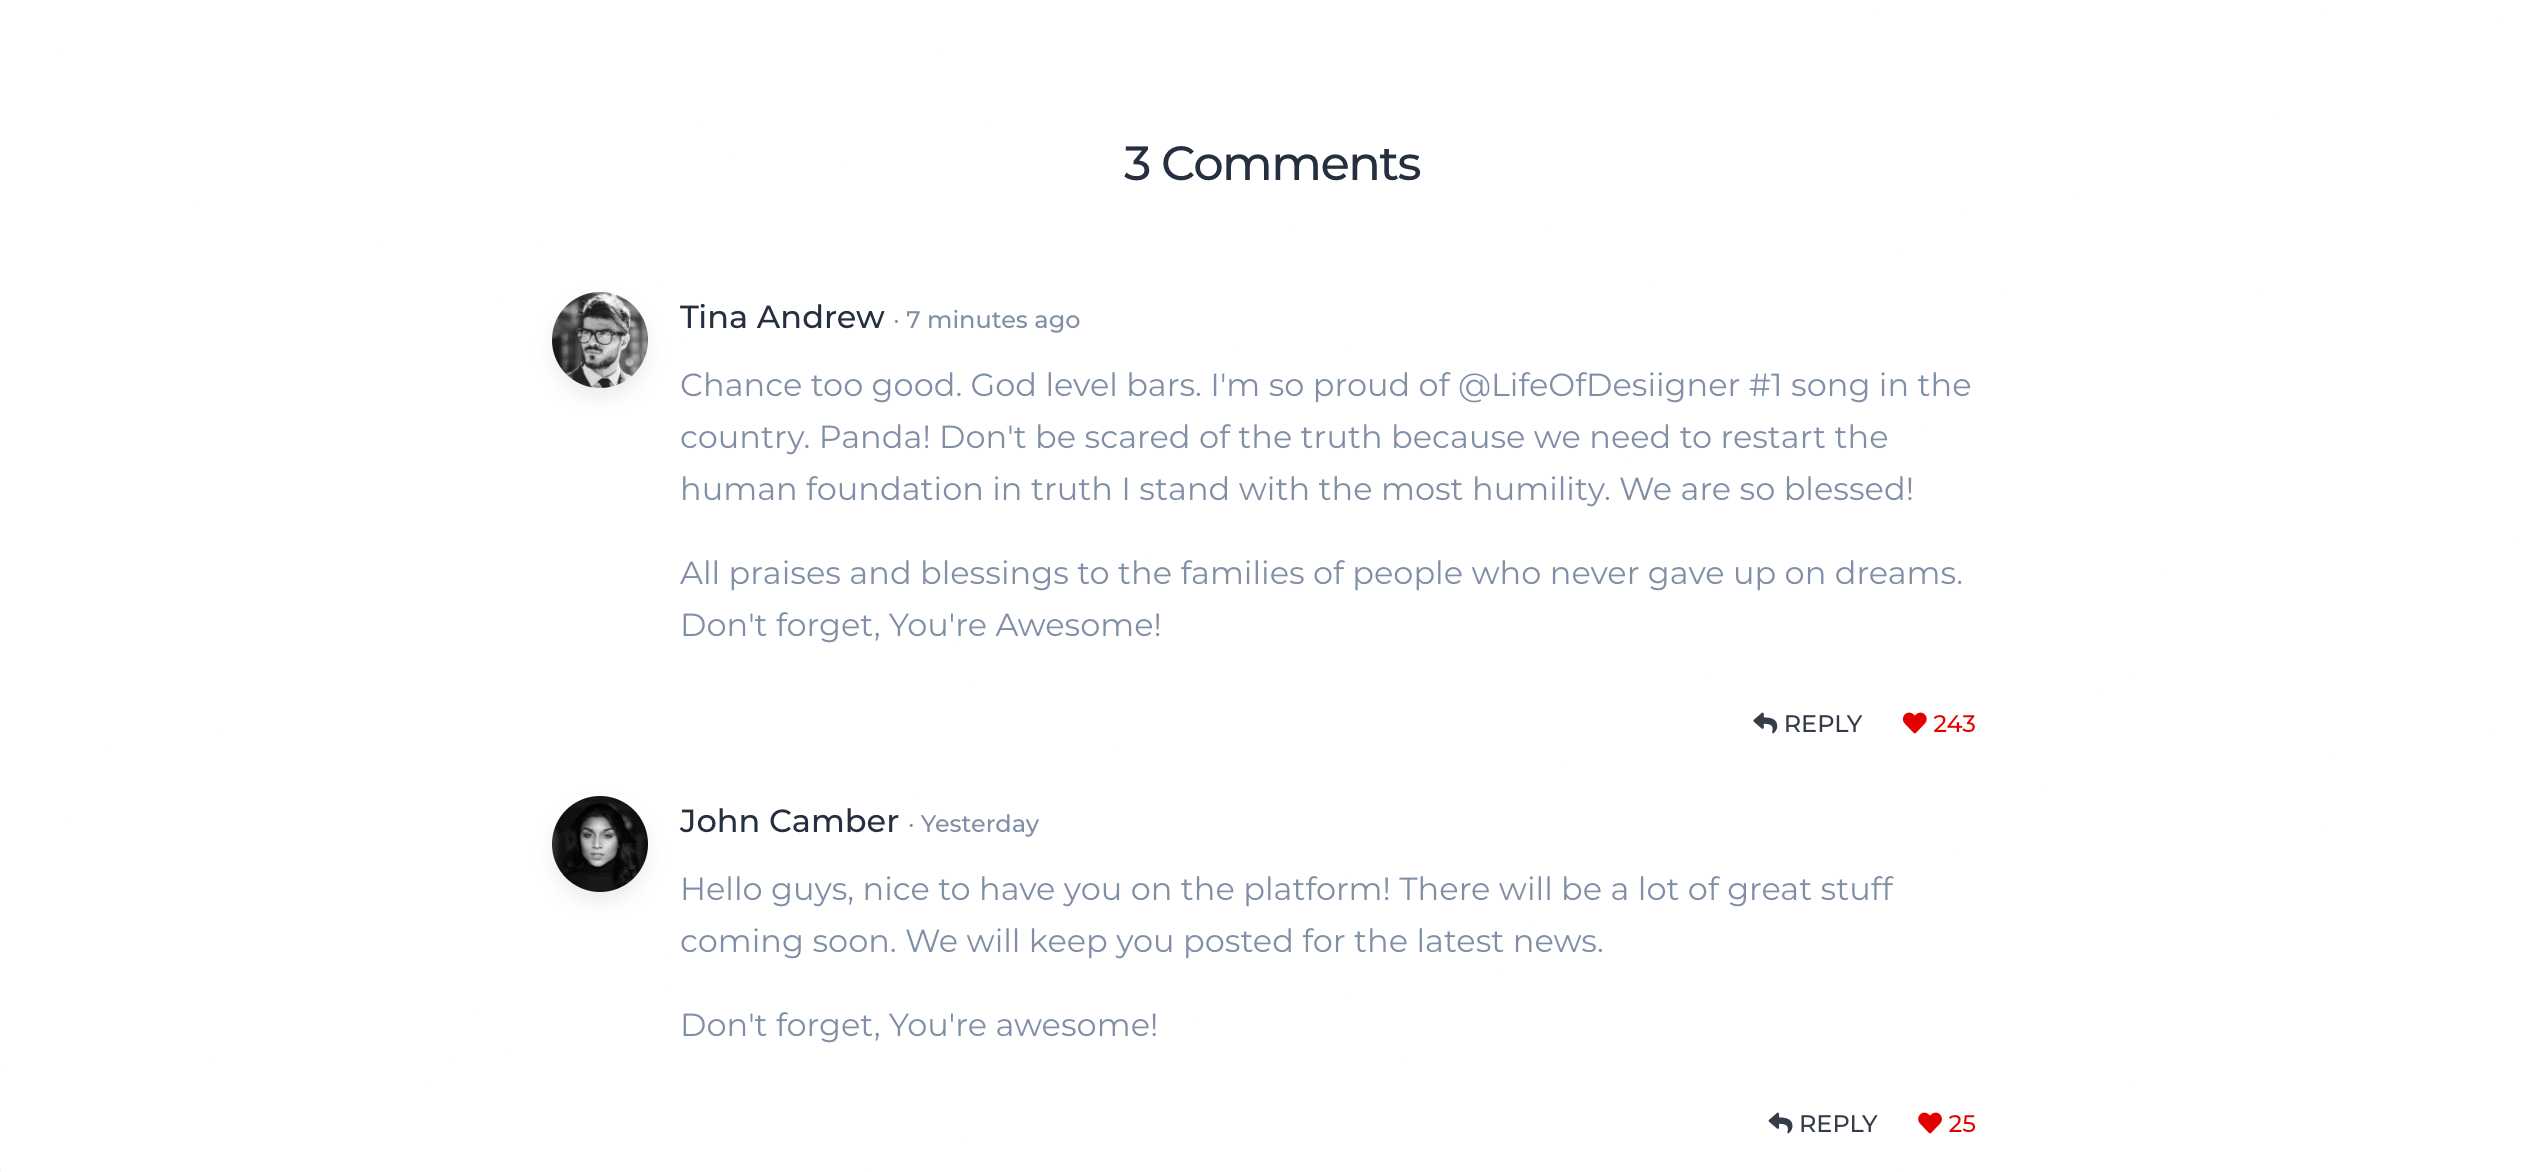 3 Comments
Tina Andrew · 7 minutes ago
Chance too good. God level bars. I'm so proud of @LifeOfDesiigner #1 song in the
country. Panda! Don't be scared of the truth because we need to restart the
human foundation in truth I stand with the most humility. We are so blessed!
All praises and blessings to the families of people who never gave up on dreams.
Don't forget, You're Awesome!
REPLY 243
John Camber · Yesterday
Hello guys, nice to have you on the platform! There will be a lot of great stuff
coming soon. We will keep you posted for the latest news.
Don't forget, You're awesome!
REPLY 25